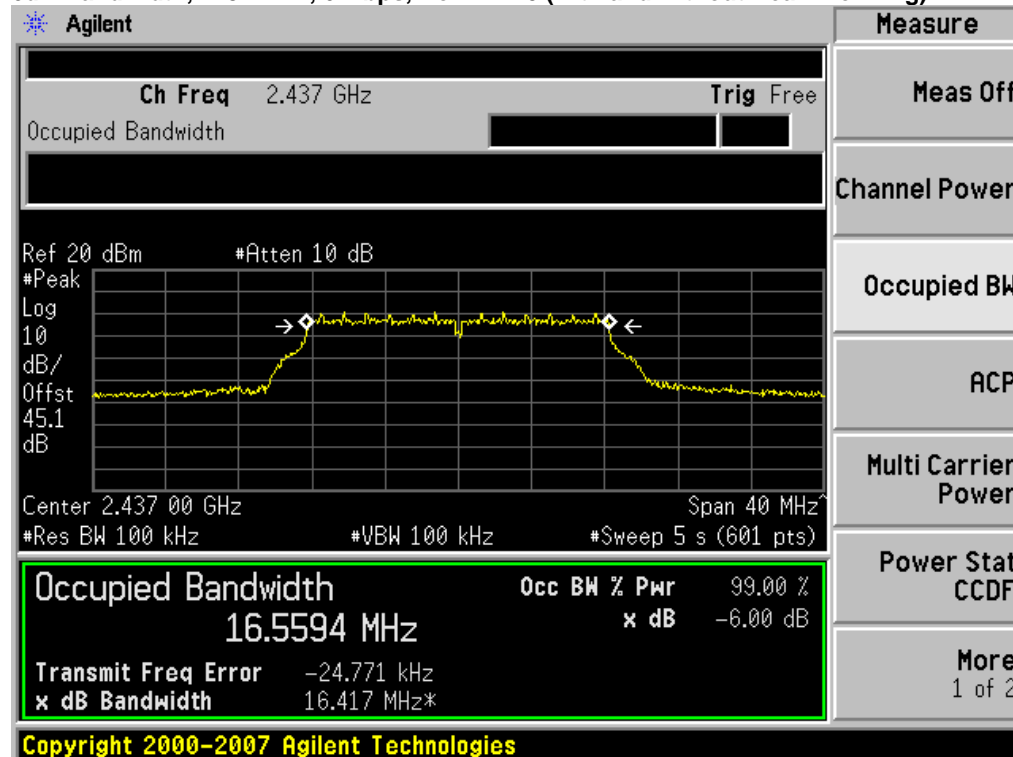 Agilent
Measure
Ch Freq 2.437 GHz Trig Free
Meas Off
Occupied Bandwidth
Channel Power
Ref 20 dBm #Atten 10 dB
#Peak
Log
10
dB/
Offst
45.1
dB
Occupied BW
ACP
Multi Carrier
Power
Center 2.437 00 GHz Span 40 MHz^
#Res BW 100 kHz #VBW 100 kHz #Sweep 5 s (601 pts)
Occupied Bandwidth Occ BW % Pwr 99.00 %
16.5594 MHz x dB -6.00 dB
Transmit Freq Error -24.771 kHz
x dB Bandwidth 16.417 MHz*
Power Stat
CCDF
More
1 of 2
Copyright 2000-2007 Agilent Technologies